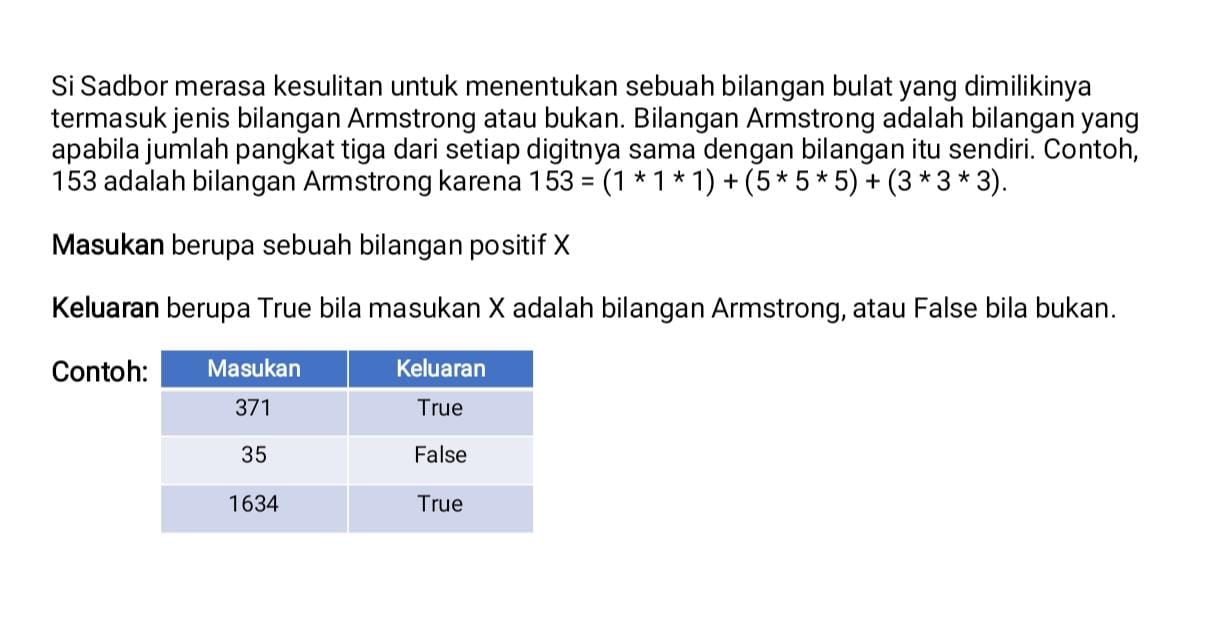 Si Sadbor merasa kesulitan untuk menentukan sebuah bilangan bulat yang dimilikinya
termasuk jenis bilangan Armstrong atau bukan. Bilangan Armstrong adalah bilangan yang
apabila jumlah pangkat tiga dari setiap digitnya sama dengan bilangan itu sendiri. Contoh,
153 adalah bilangan Armstrong karena 153 = (1 * 1 * 1) + (5 * 5 * 5) + (3 * 3 * 3).
Masukan berupa sebuah bilangan positif X
Keluaran berupa True bila masukan X adalah bilangan Armstrong, atau False bila bukan.
Contoh: Masukan Keluaran
371 True
35 False
1634 True